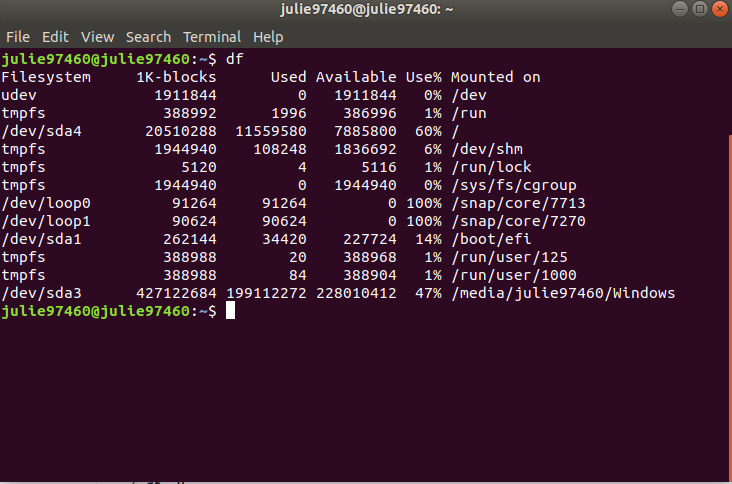 julie97460@julie97460: ~
File Edit View Search Terminal Help
julie97460@julie97460:~$ df
Filesystem     1K-blocks      Used Available Use% Mounted on
udev             1911844         0   1911844   0% /dev
tmpfs             388992      1996    386996   1% /run
/dev/sda4       20510288  11559580   7885800  60% /
tmpfs            1944940    108248   1836692   6% /dev/shm
tmpfs               5120         4      5116   1% /run/lock
tmpfs            1944940         0   1944940   0% /sys/fs/cgroup
/dev/loop0         91264     91264         0 100% /snap/core/7713
/dev/loop1         90624     90624         0 100% /snap/core/7270
/dev/sda1         262144     34420    227724  14% /boot/efi
tmpfs             388988        20    388968   1% /run/user/125
tmpfs             388988        84    388904   1% /run/user/1000
/dev/sda3      427122684 199112272 228010412  47% /media/julie97460/Windows
julie97460@julie97460:~$